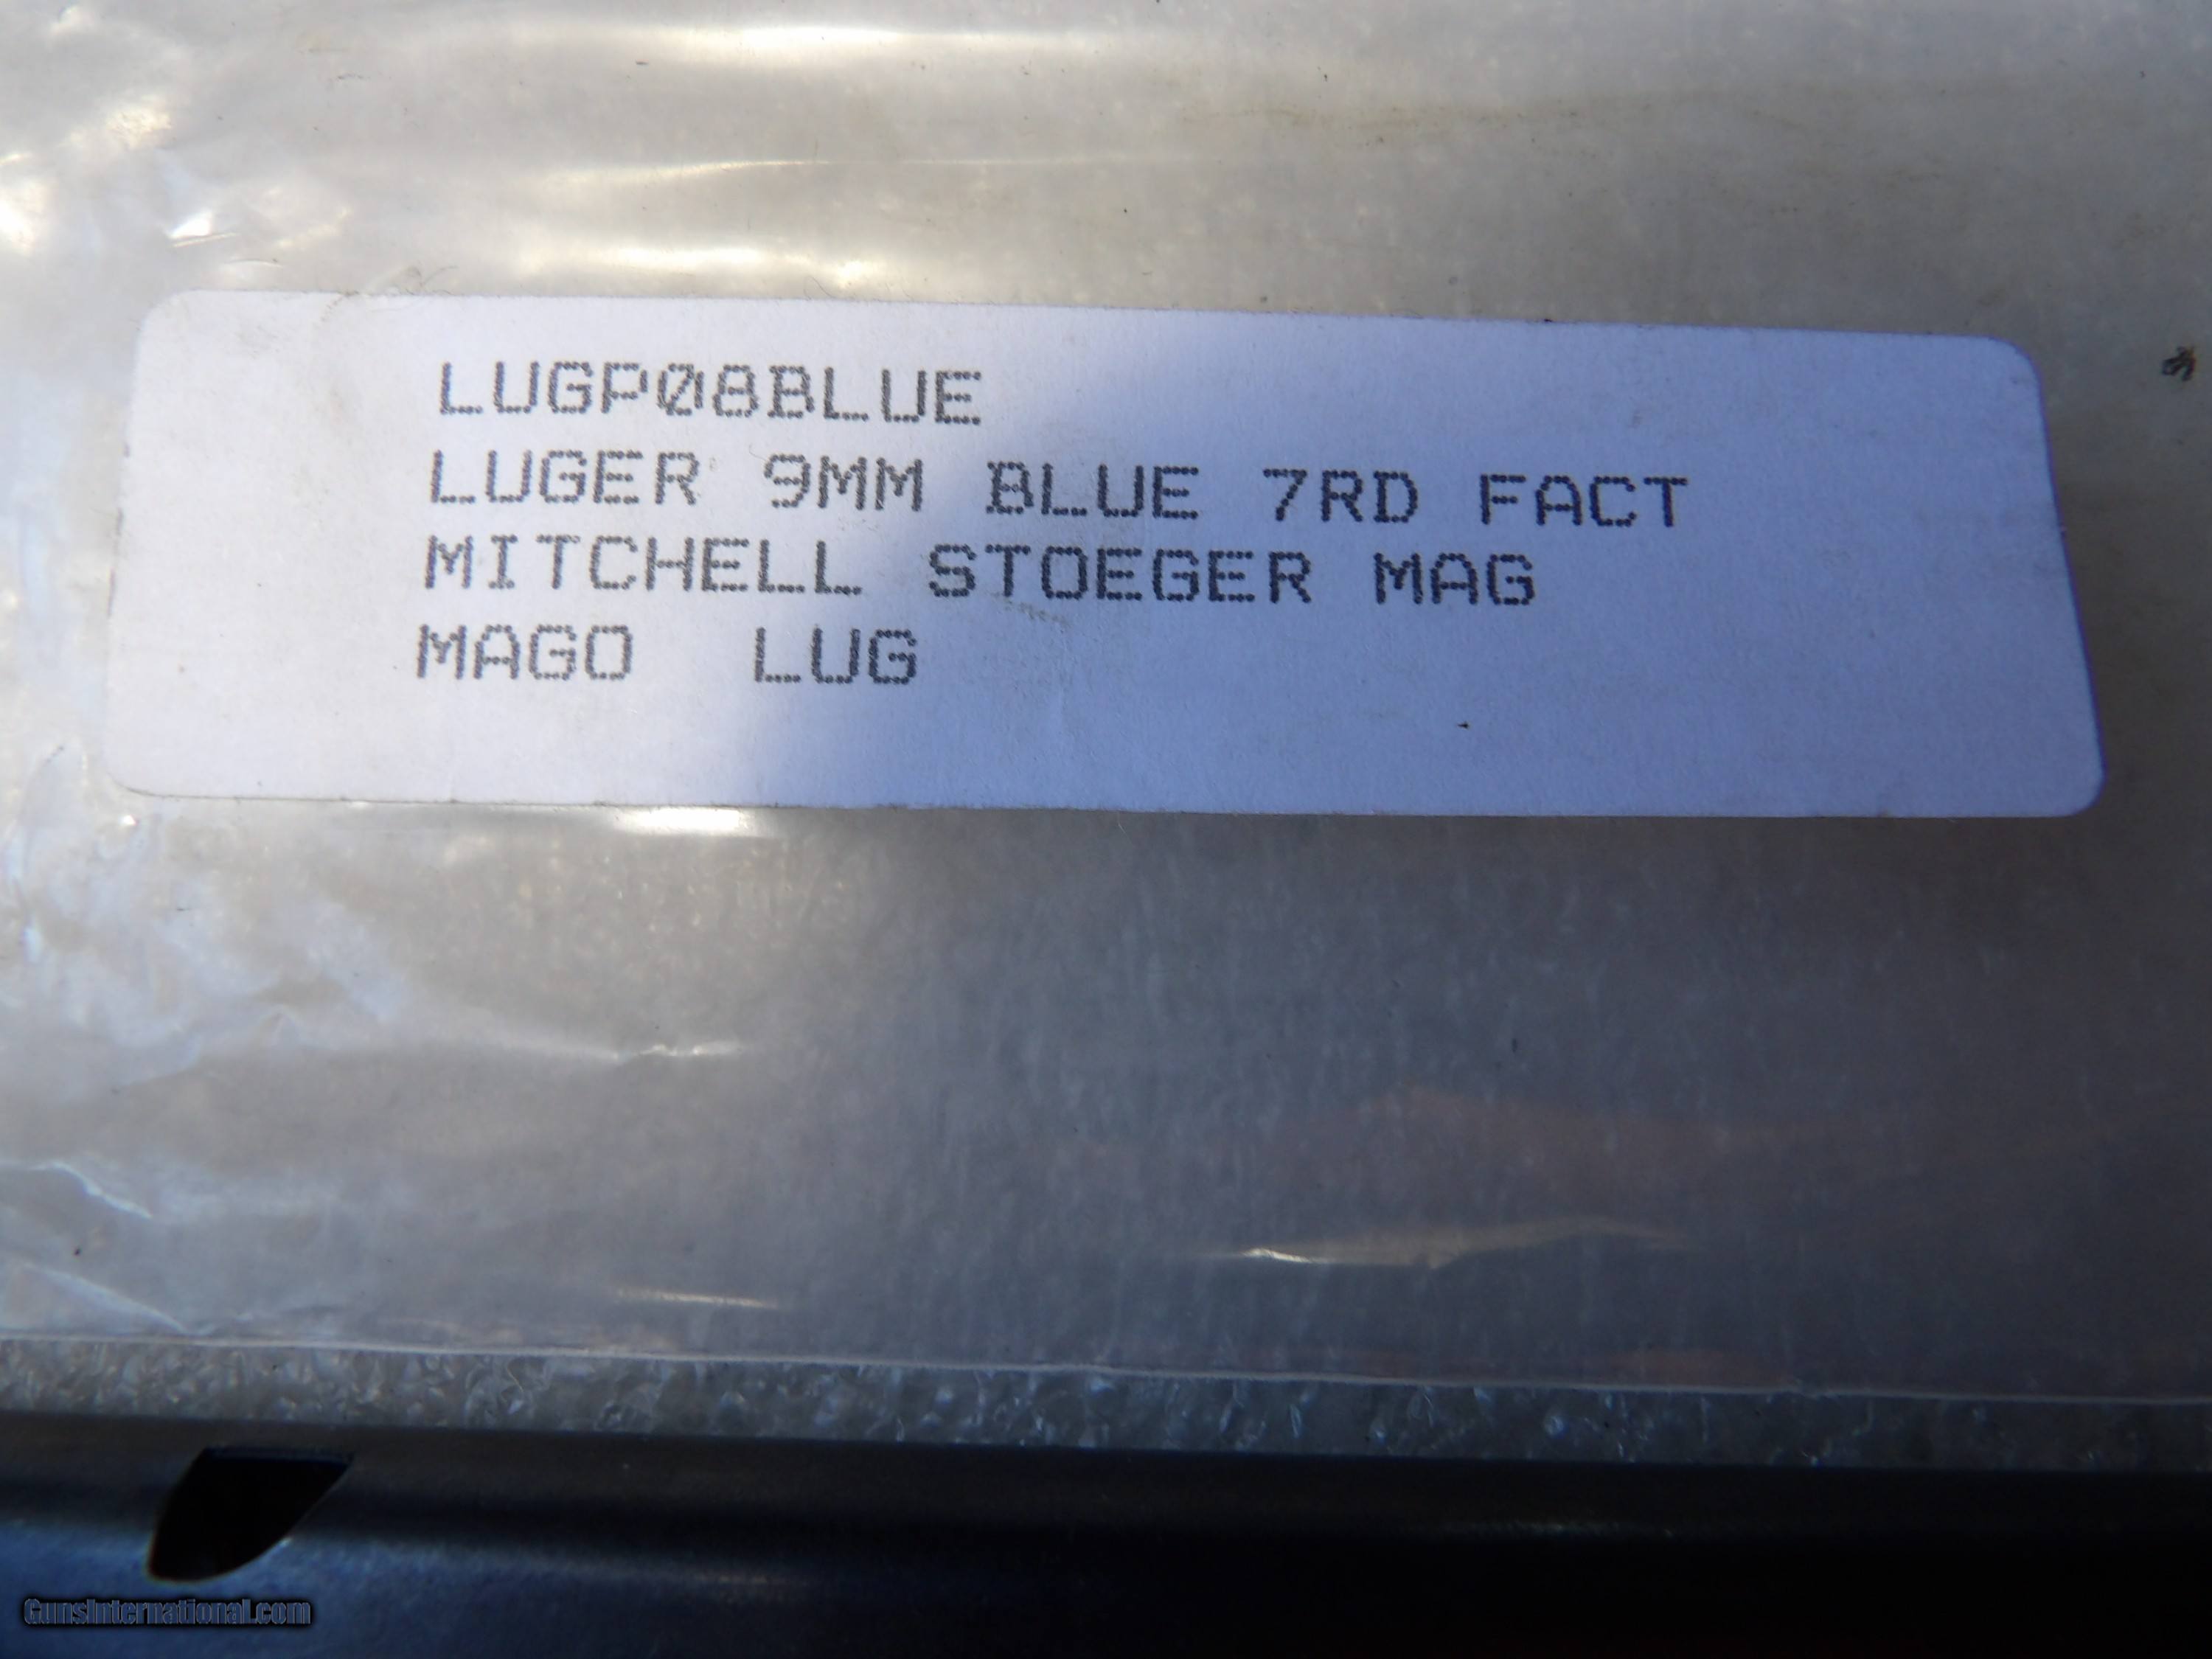 LUGP08BLUE
LUGER 9MM BLUE 7RD FACT
MITCHELL STOEGER MAG
MAGO LUG
GunsInternational.com